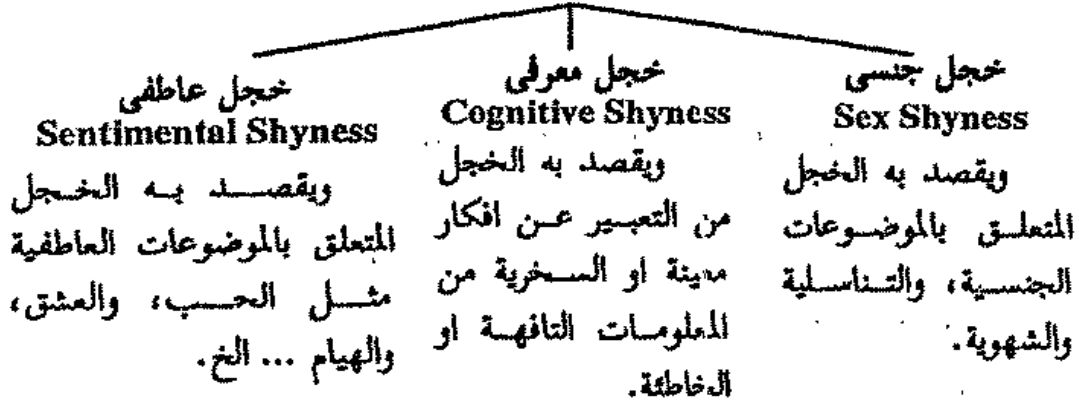 خجل جنسى
Sex Shyness
ويقصد به الخجل
المتعلق بالموضوعات
الجنسية، والتناسلية
والشهوية.
خجل معرفى
Cognitive Shyness
ويقصد به الخجل
من التعبير عن افكار
معينة او السخرية من
المعلومات التافهة او
الخاطئة.
خجل عاطفى
Sentimental Shyness
ويقصد به الخجل
المتعلق بالموضوعات العاطفية
مثل الحب، والعشق،
والهيام ... الخ.